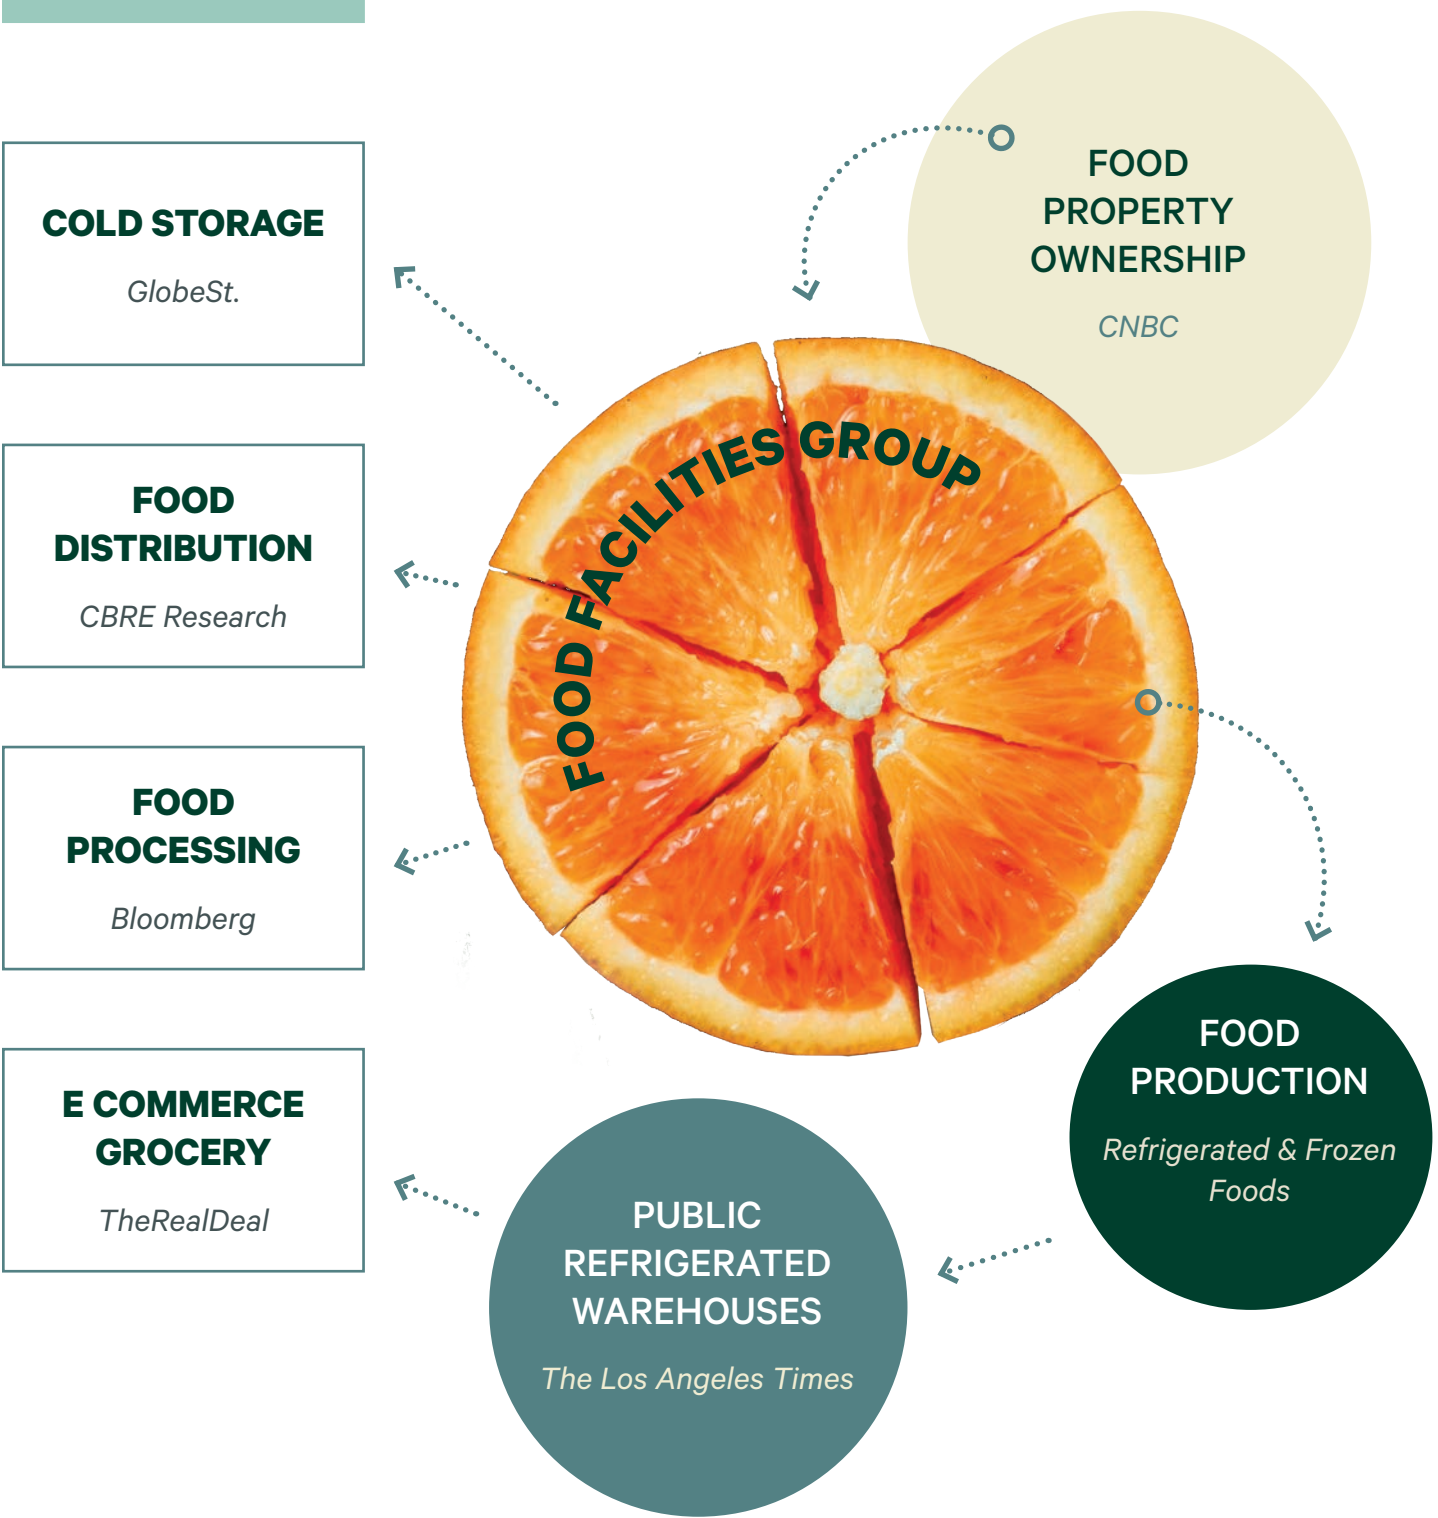 COLD STORAGE
GlobeSt.
FOOD
DISTRIBUTION
CBRE Research
FOOD
PROCESSING
Bloomberg
E COMMERCE
GROCERY
TheRealDeal
FOOD FACILITIES GROUP
FOOD
PROPERTY
OWNERSHIP
CNBC
FOOD
PRODUCTION
Refrigerated & Frozen
Foods
PUBLIC
REFRIGERATED
WAREHOUSES
The Los Angeles Times